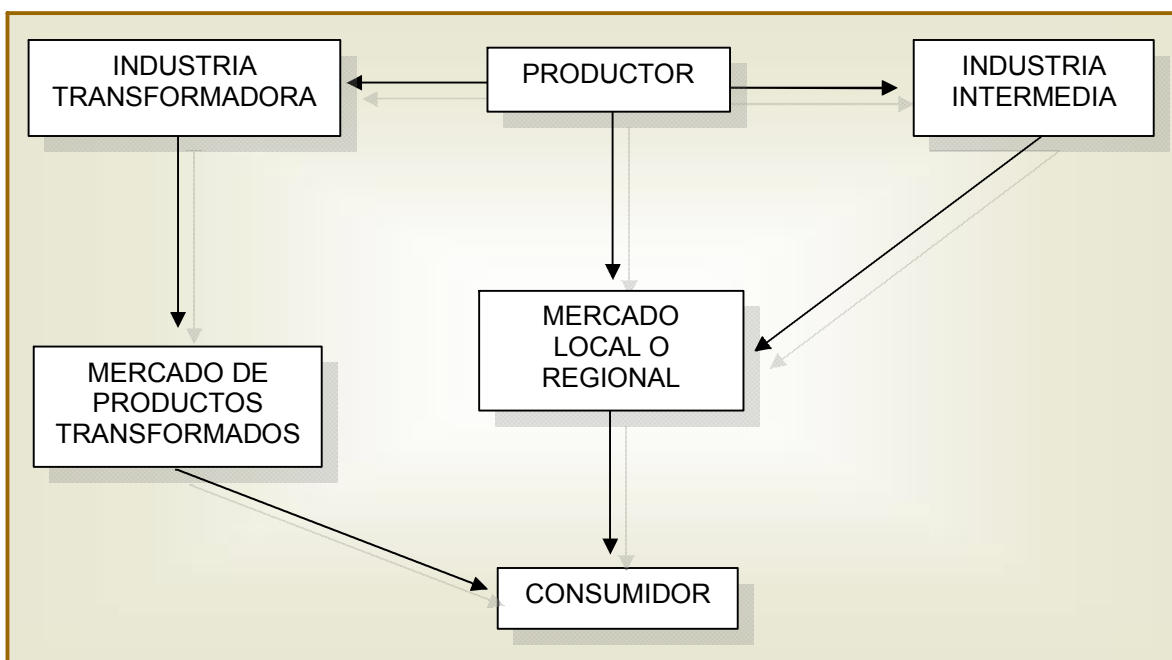 INDUSTRIA
TRANSFORMADORA
PRODUCTOR
INDUSTRIA
INTERMEDIA
MERCADO
LOCAL O
REGIONAL
MERCADO DE
PRODUCTOS
TRANSFORMADOS
CONSUMIDOR